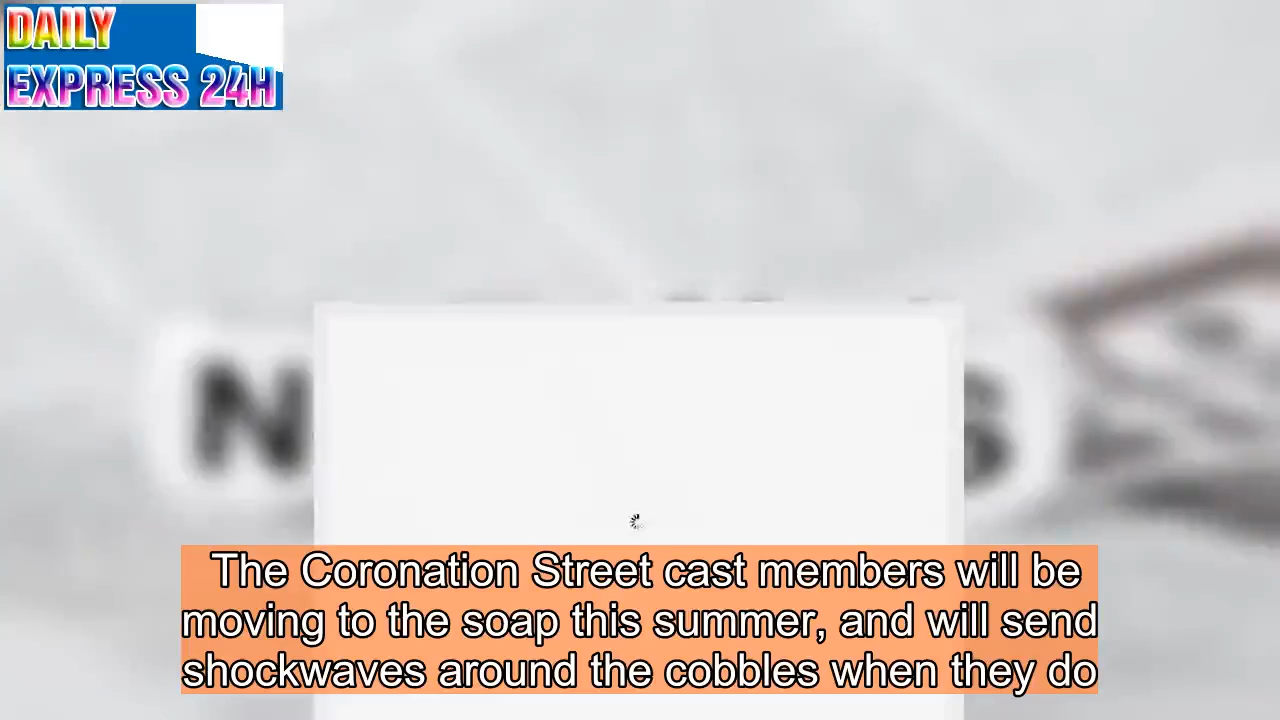 DAILY
EXPRESS 24H
N
S
The Coronation Street cast members will be
moving to the soap this summer, and will send
shockwaves around the cobbles when they do